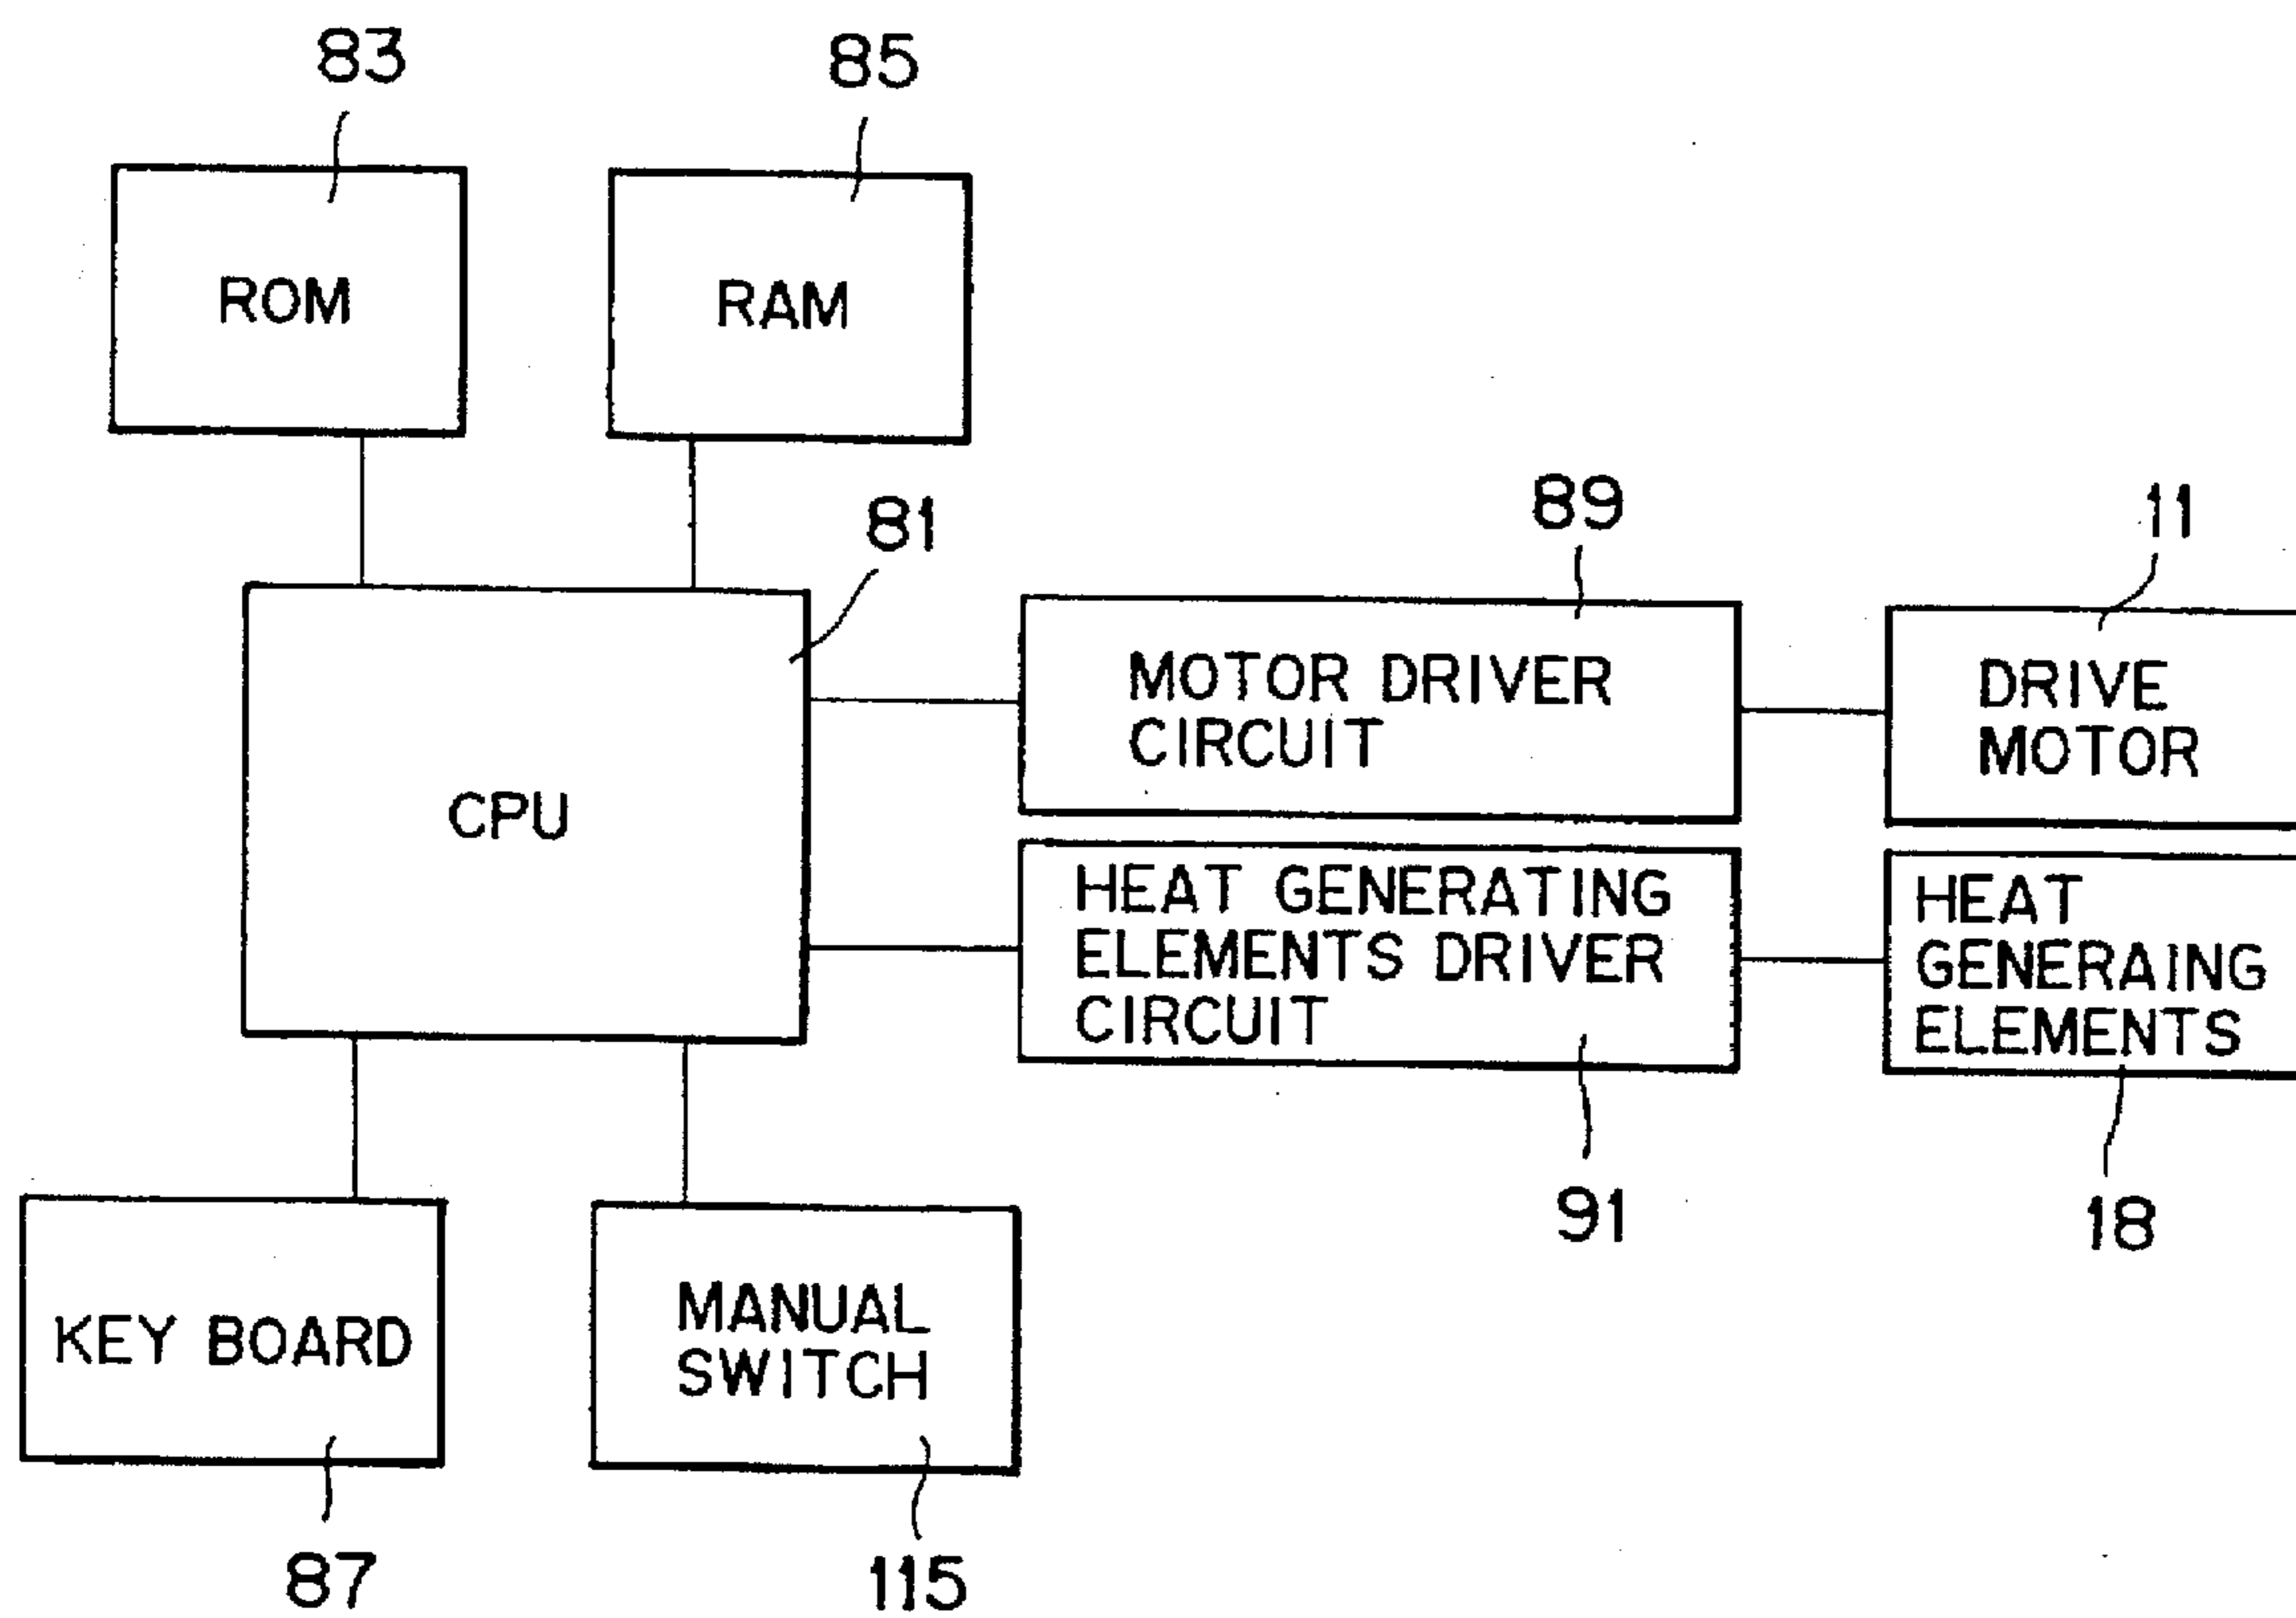 83
85
ROM
RAM
81
89
11
MOTOR DRIVER
CIRCUIT
DRIVE
MOTOR
CPU
HEAT GENERATING
ELEMENTS DRIVER
CIRCUIT
HEAT
GENERAING
ELEMENTS
91
18
KEY BOARD
MANUAL
SWITCH
87
115